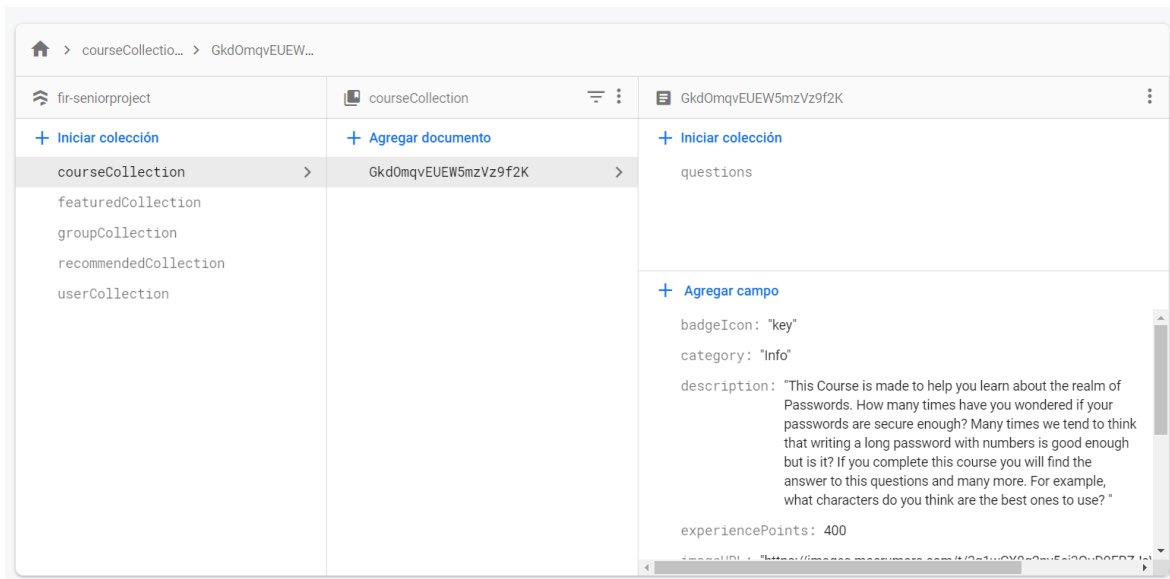 courseCollectio... > GkdOmqvEUEW...
fir-seniorproject
courseCollection
GkdOmqvEUEW5mzVz9f2K
+ Iniciar colección
+ Agregar documento
+ Iniciar colección
courseCollection
GkdOmqvEUEW5mzVz9f2K
questions
featuredCollection
groupCollection
recommendedCollection
userCollection
+ Agregar campo
badgeIcon: "key"
category: "Info"
description: "This Course is made to help you learn about the realm of
Passwords. How many times have you wondered if your
passwords are secure enough? Many times we tend to think
that writing a long password with numbers is good enough
but is it? If you complete this course you will find the
answer to this questions and many more. For example,
what characters do you think are the best ones to use? "
experiencePoints: 400